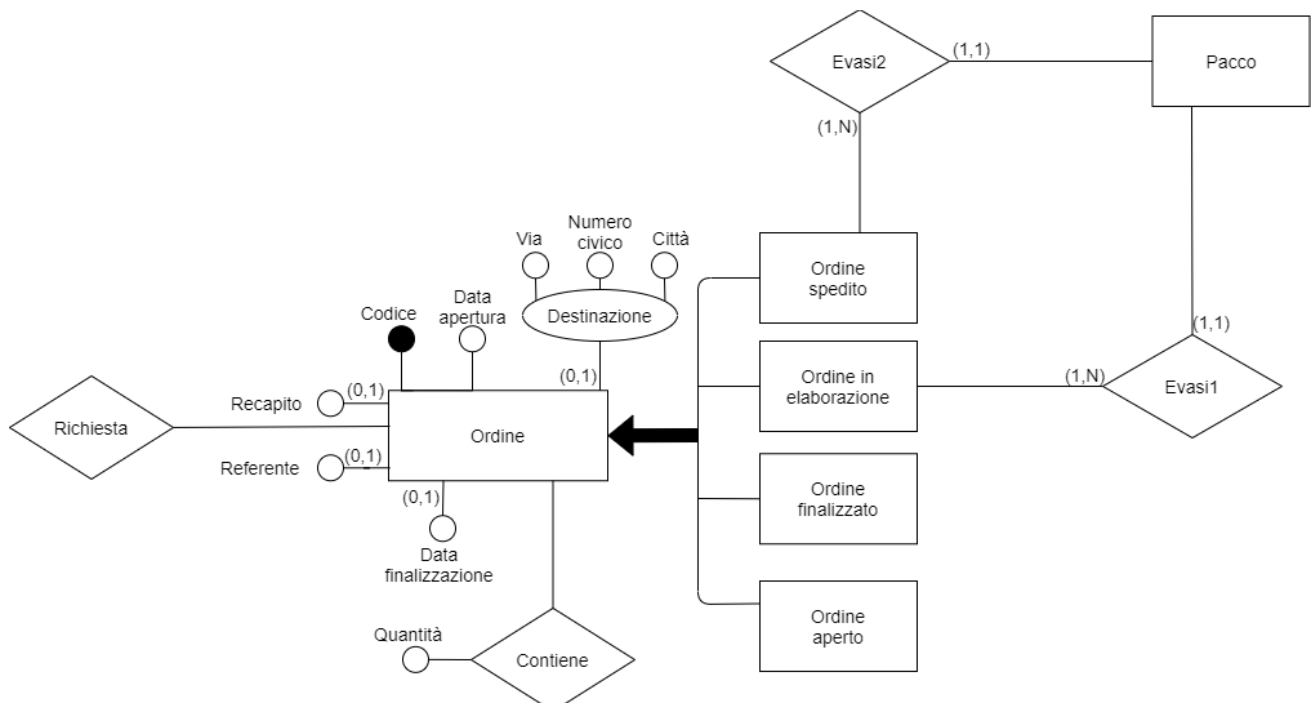 Evasi2
(1,1)
Pacco
(1,N)
Via
Numero
civico
Città
Ordine
spedito
Codice
Data
apertura
Destinazione
(1,1)
Richiesta
Recapito
(0,1)
(0,1)
Ordine in
elaborazione
(1,N)
Evasi1
Ordine
Referente
(0,1)
(0,1)
Data
finalizzazione
Ordine
finalizzato
Quantità
Contiene
Ordine
aperto